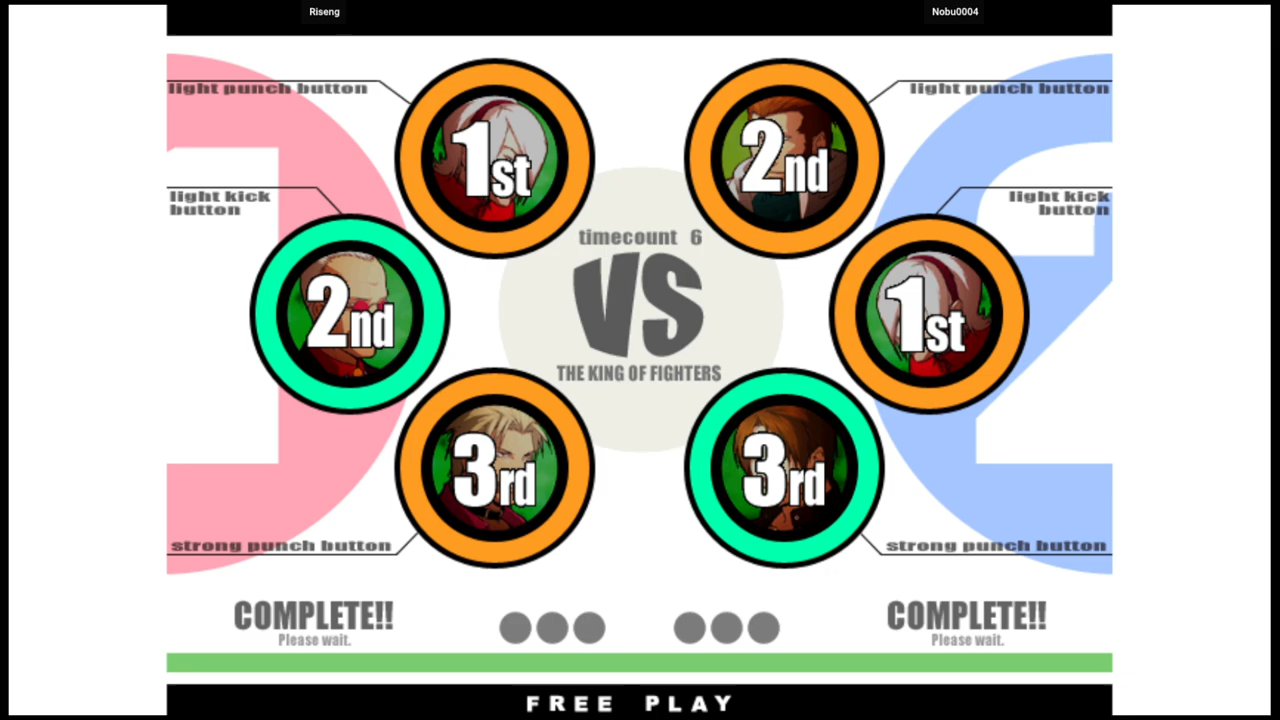 Riseng
Nobu0004
light punch button
light punch button
1st
2nd
light kick
button
light kick
button
timecount 6
VS
THE KING OF FIGHTERS
2nd
1st
3rd
3rd
strong punch button
strong punch button
COMPLETE!!
Please wait.
COMPLETE!!
Please wait.
FREE PLAY
1
2